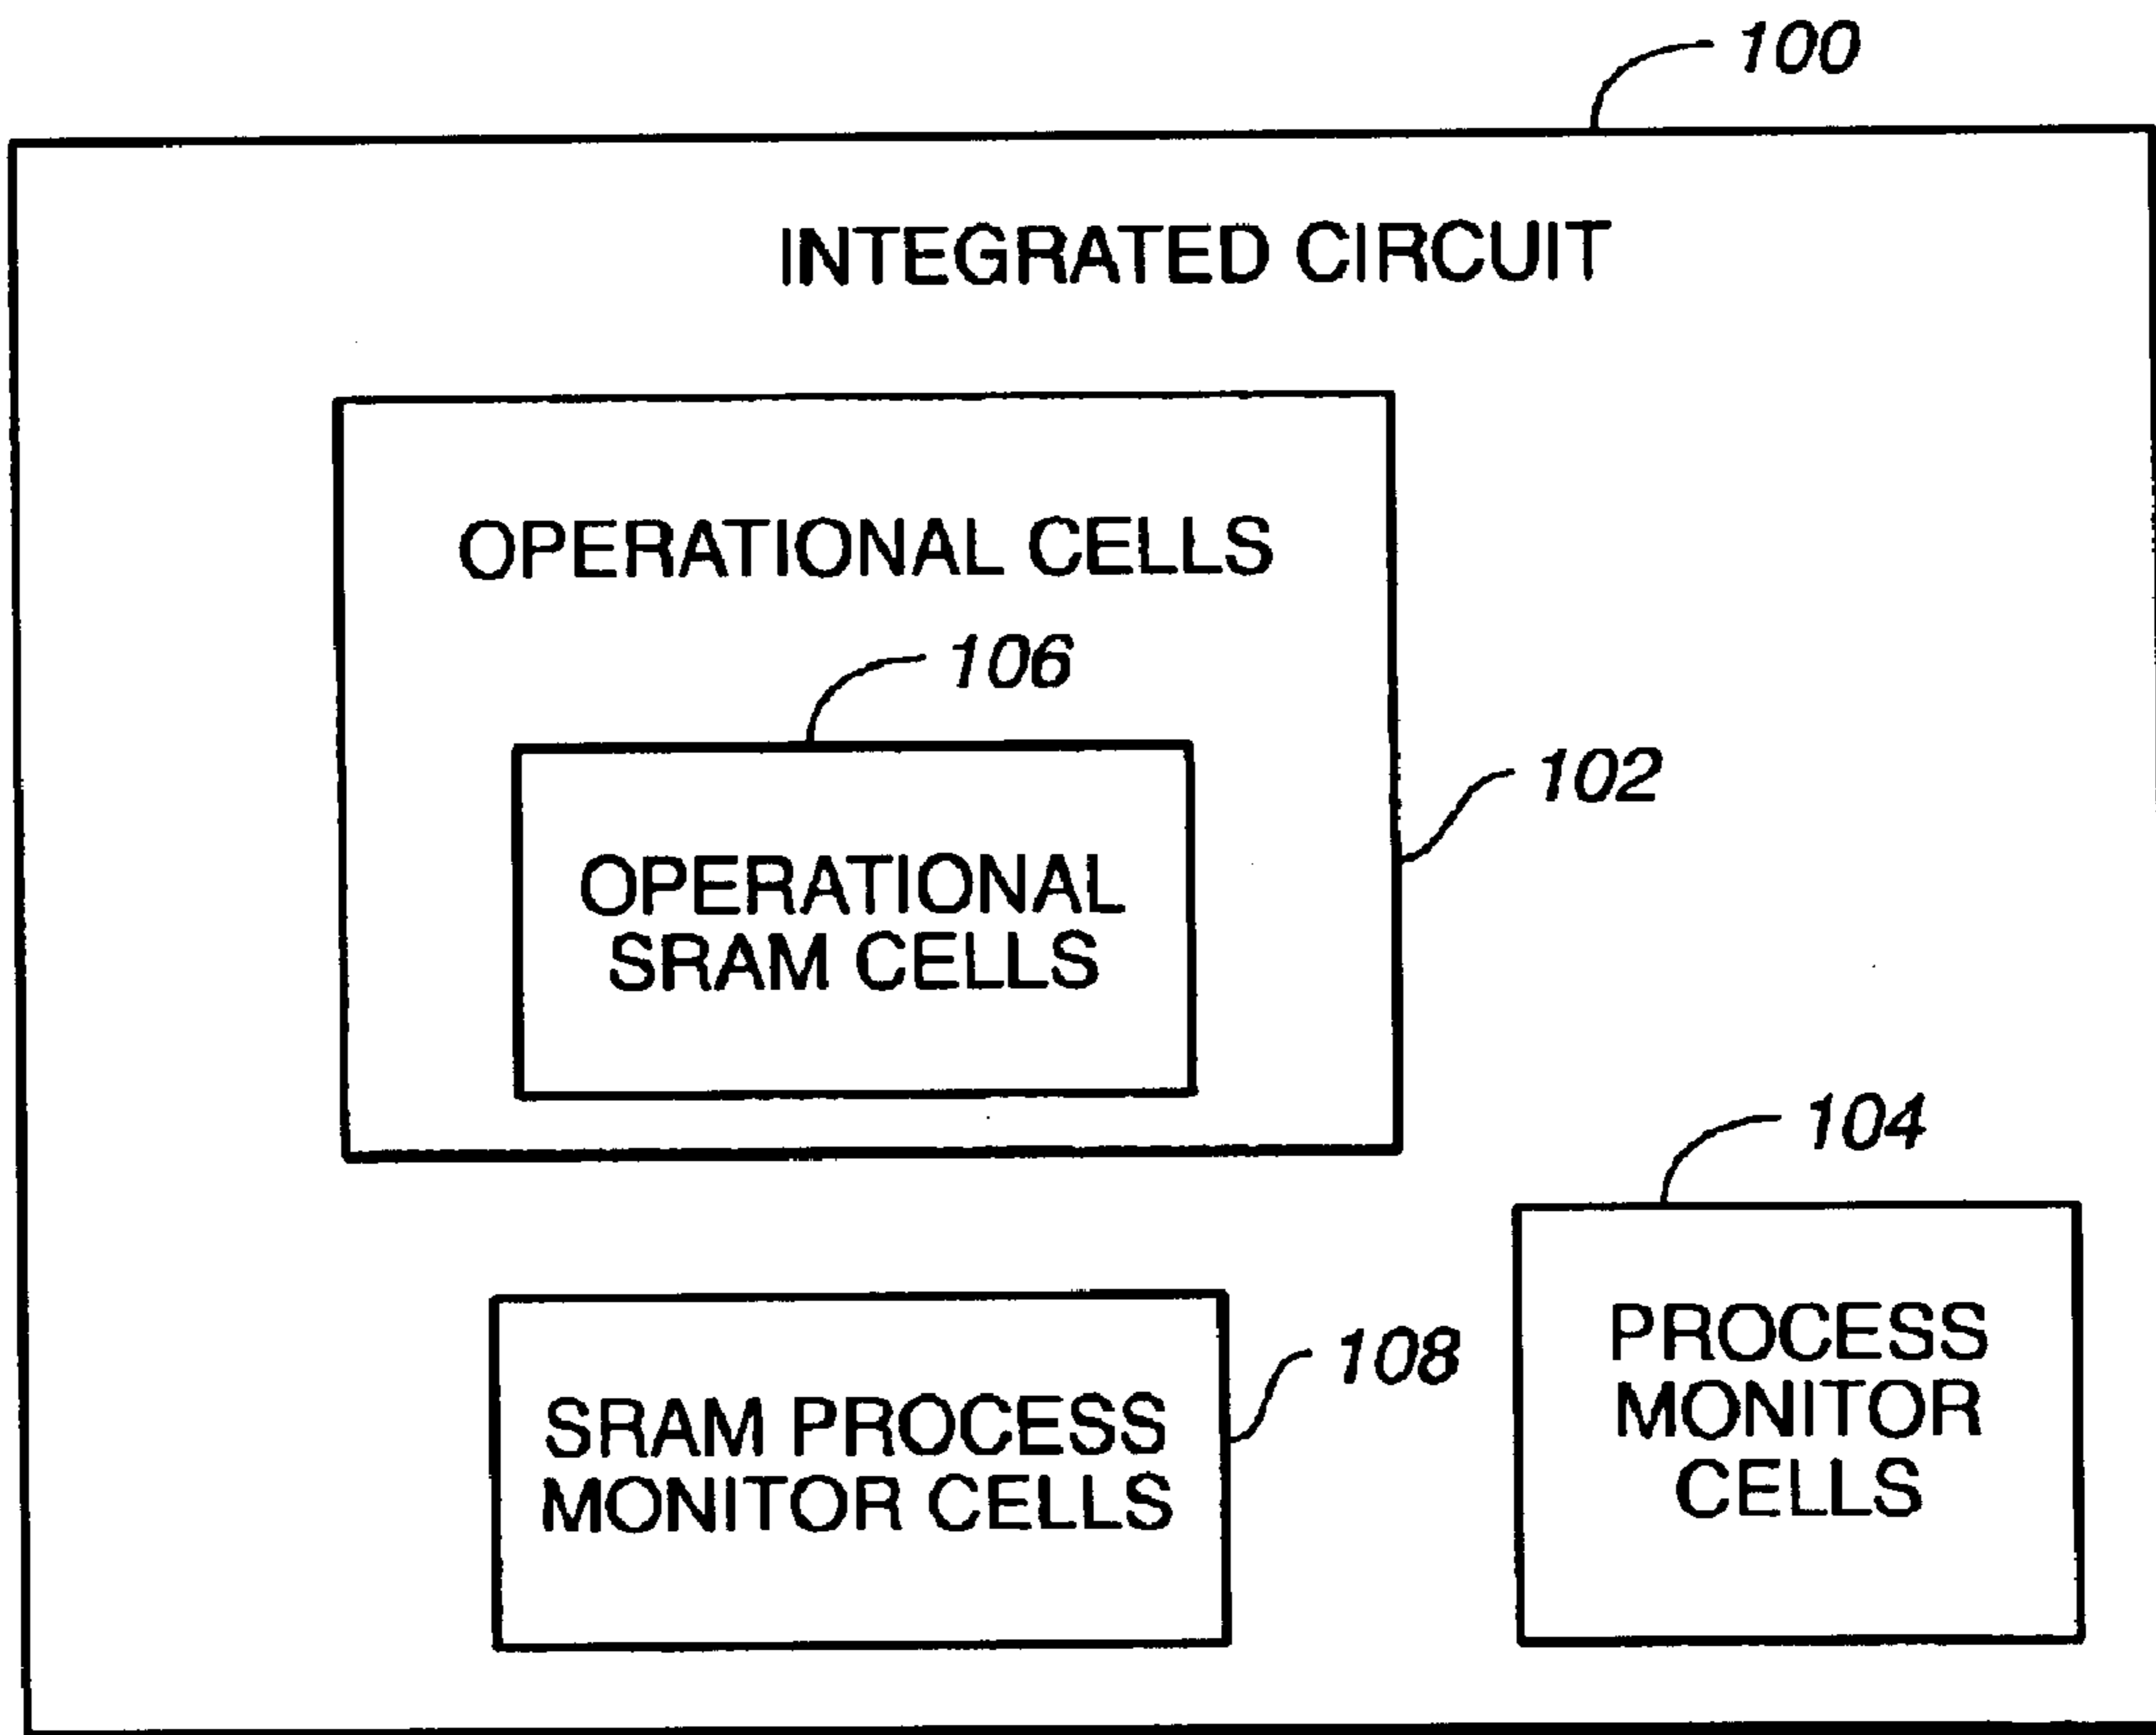 100
INTEGRATED CIRCUIT
OPERATIONAL CELLS
106
102
OPERATIONAL
SRAM CELLS
104
108
SRAM PROCESS
MONITOR CELLS
PROCESS
MONITOR
CELLS